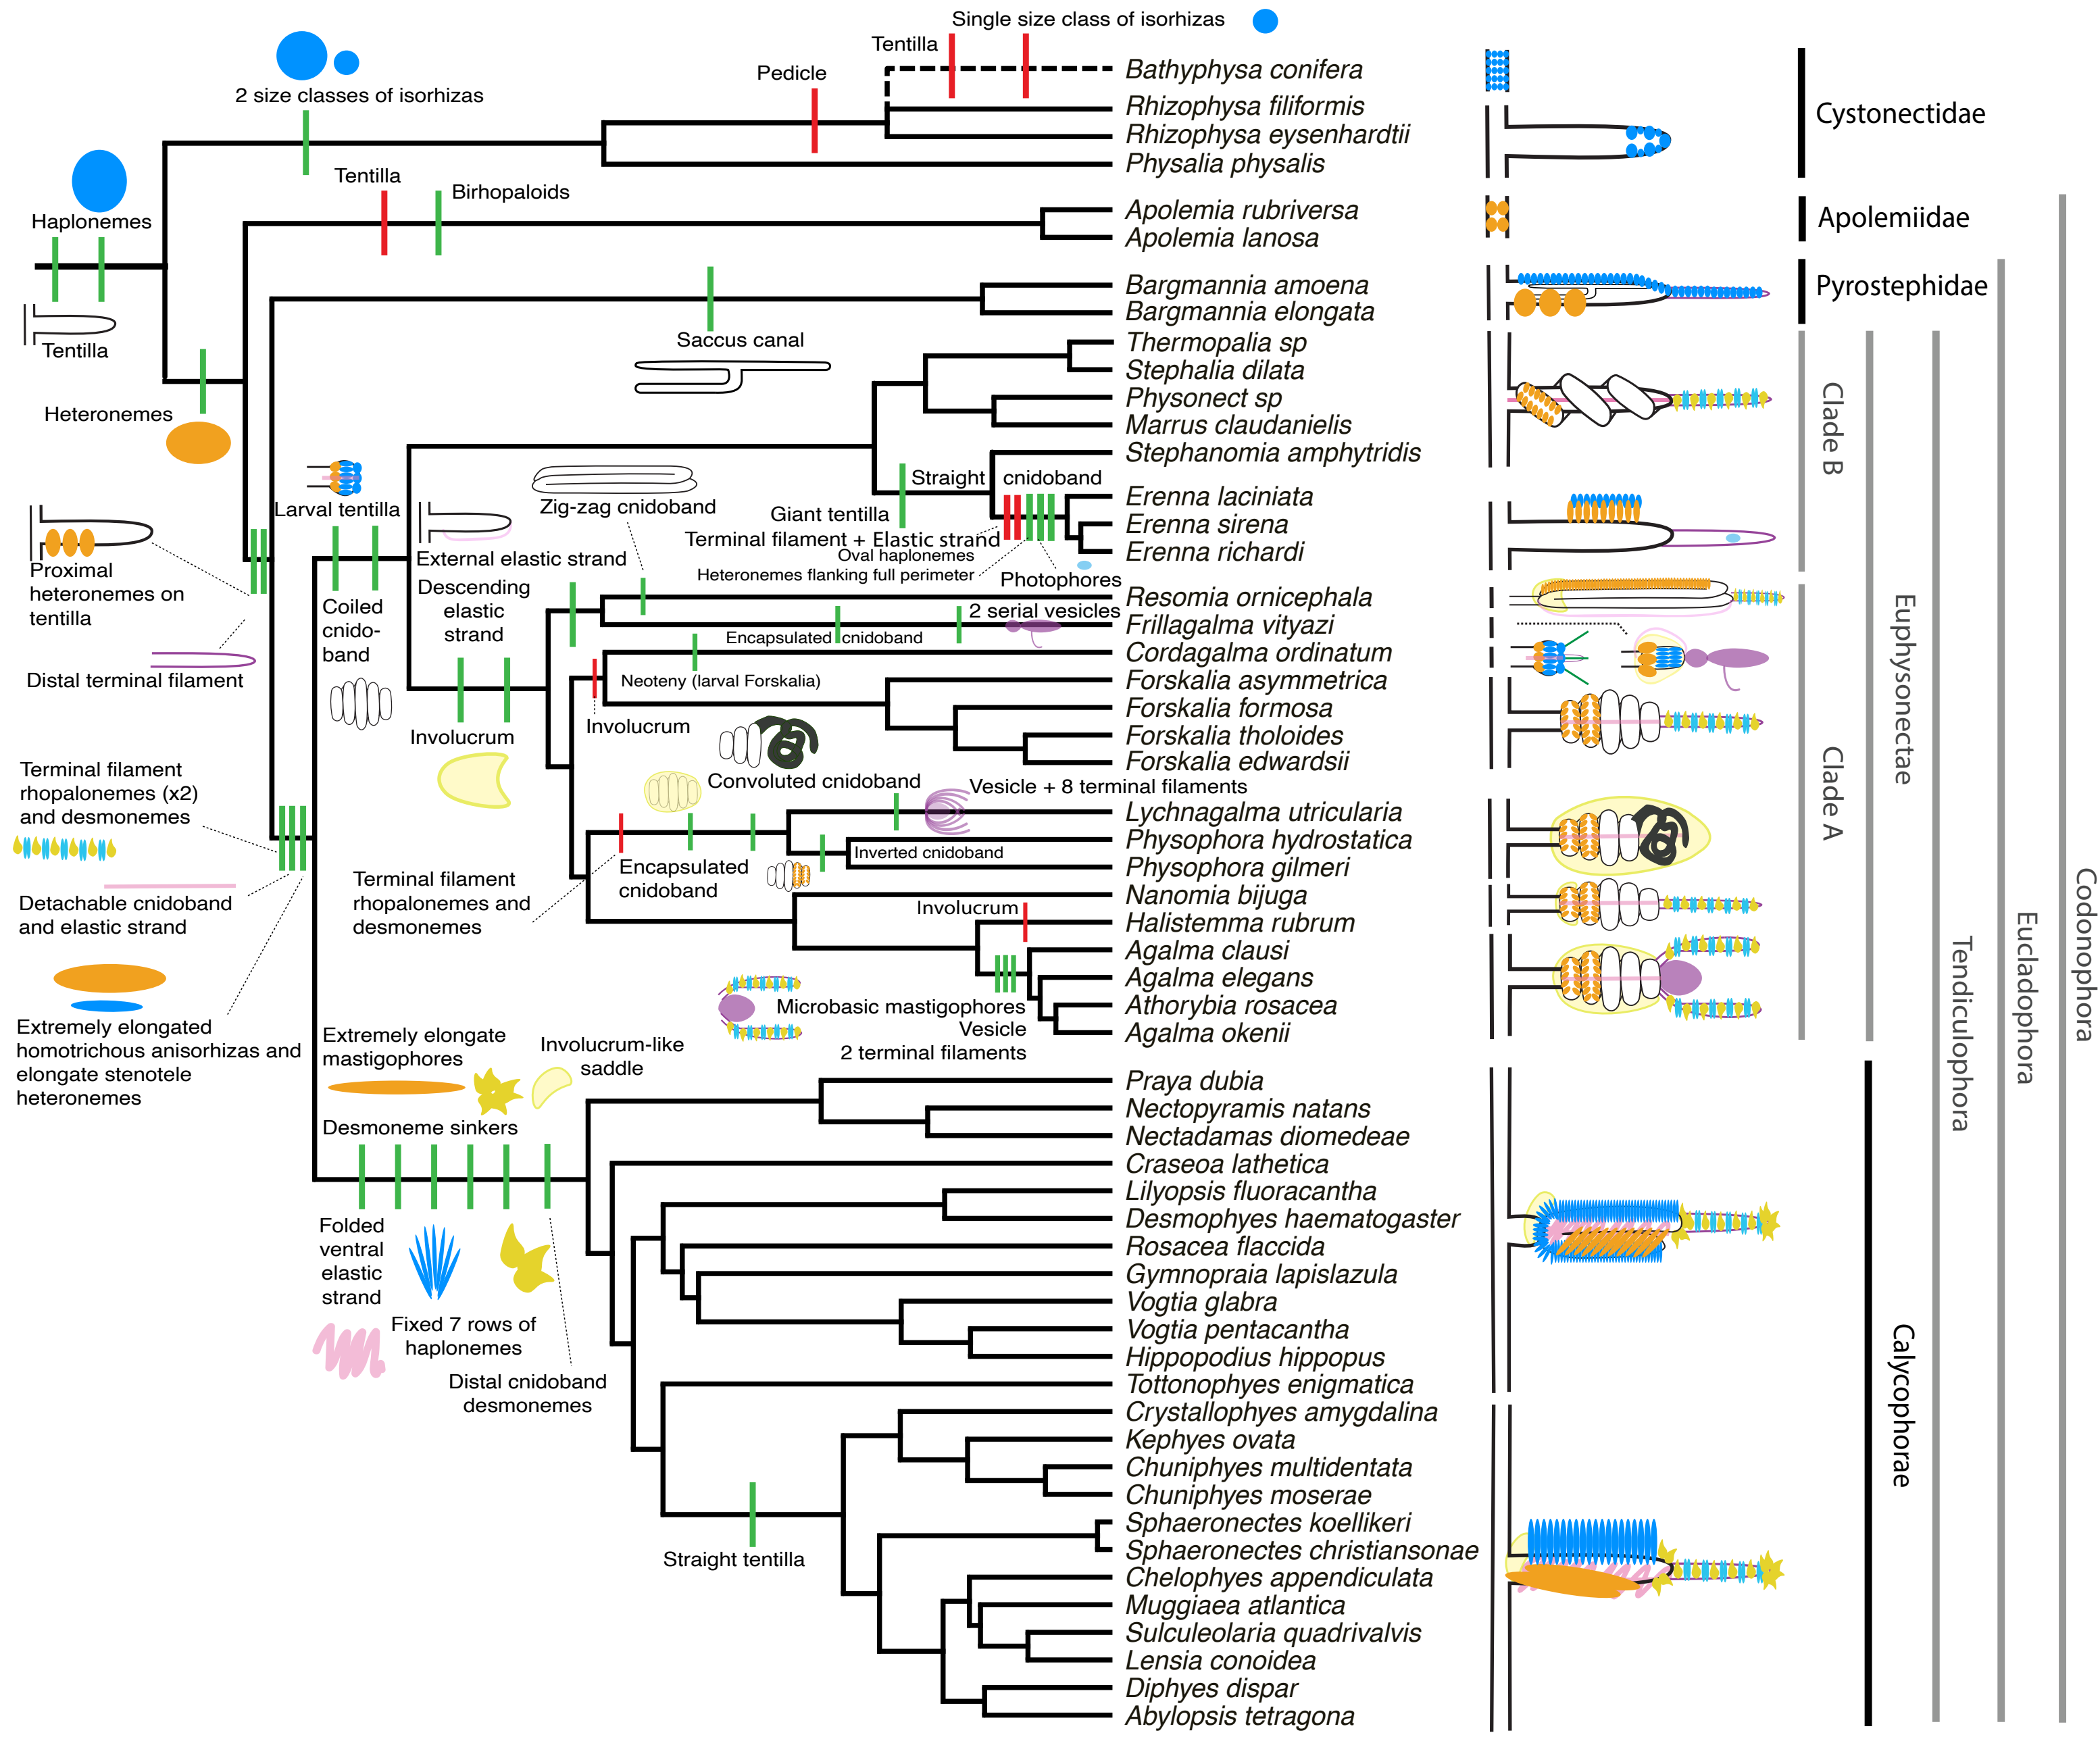 Single size class of isorhizas
Tentilla
Pedicle
2 size classes of isorhizas
Bathyphysa conifera
Rhizophysa filiformis
Rhizophysa eysenhardtii
Physalia physalis
Cystonectidae
Haplonemes
Tentilla
Birhopaloids
Apolemia rubriversa
Apolemia lanosa
Apolemiidae
Tentilla
Heteronemes
Saccus canal
Bargmannia amoena
Bargmannia elongata
Pyrostephidae
Thermopalia sp
Stephalia dilata
Physonect sp
Marrus claudanielis
Stephanomia amphytridis
Erenna laciniata
Erenna sirena
Erenna richardi
Clade B
Larval tentilla
Zig-zag cnidoband
Giant tentilla
Straight cnidoband
Terminal filament + Elastic strand
Oval haplonemes
Heteronemes flanking full perimeter
Photophores
External elastic strand
Descending
elastic
strand
Proximal
heteronemes on
tentilla
Distal terminal filament
Coiled
cnido-
band
Involucrum
2 serial vesicles
Encapsulated cnidoband
Neoteny (larval Forskalia)
Involucrum
Resomia ornicephala
Frillagalma vityazi
Cordagalma ordinatum
Forskalia asymmetrica
Forskalia formosa
Forskalia tholoides
Forskalia edwardsii
Convoluted cnidoband
Vesicle + 8 terminal filaments
Lychnagalma utricularia
Physophora hydrostatica
Physophora gilmeri
Inverted cnidoband
Encapsulated
cnidoband
Terminal filament
rhopalonemes and
desmonemes
Nanomia bijuga
Halistemma rubrum
Agalma clausi
Agalma elegans
Athorybia rosacea
Agalma okenii
Involucrum
Microbasic mastigophores
Vesicle
2 terminal filaments
Clade A
Euphysonectae
Terminal filament
rhopalonemes (x2)
and desmonemes
Detachable cnidoband
and elastic strand
Extremely elongated
homotrichous anisorhizas and
elongate stenotele
heteronemes
Extremely elongate
mastigophores
Involucrum-like
saddle
Desmoneme sinkers
Folded
ventral
elastic
strand
Fixed 7 rows of
haplonemes
Distal cnidoband
desmonemes
Straight tentilla
Praya dubia
Nectopyramis natans
Nectadamas diomedeae
Craseoa lathetica
Lilyopsis fluoracantha
Desmophyes haematogaster
Rosacea flaccida
Gymnopraia lapislazula
Vogtia glabra
Vogtia pentacantha
Hippopodius hippopus
Tottonophyes enigmatica
Crystallophyes amygdalina
Kephyes ovata
Chuniphyes multidentata
Chuniphyes moserae
Sphaeronectes koellikeri
Sphaeronectes christiansonae
Chelophyes appendiculata
Muggiaea atlantica
Sulculeolaria quadrivalvis
Lensia conoidea
Diphyes dispar
Abylopsis tetragona
Calycophorae
Tendiculophora
Eucladophora
Codonophora